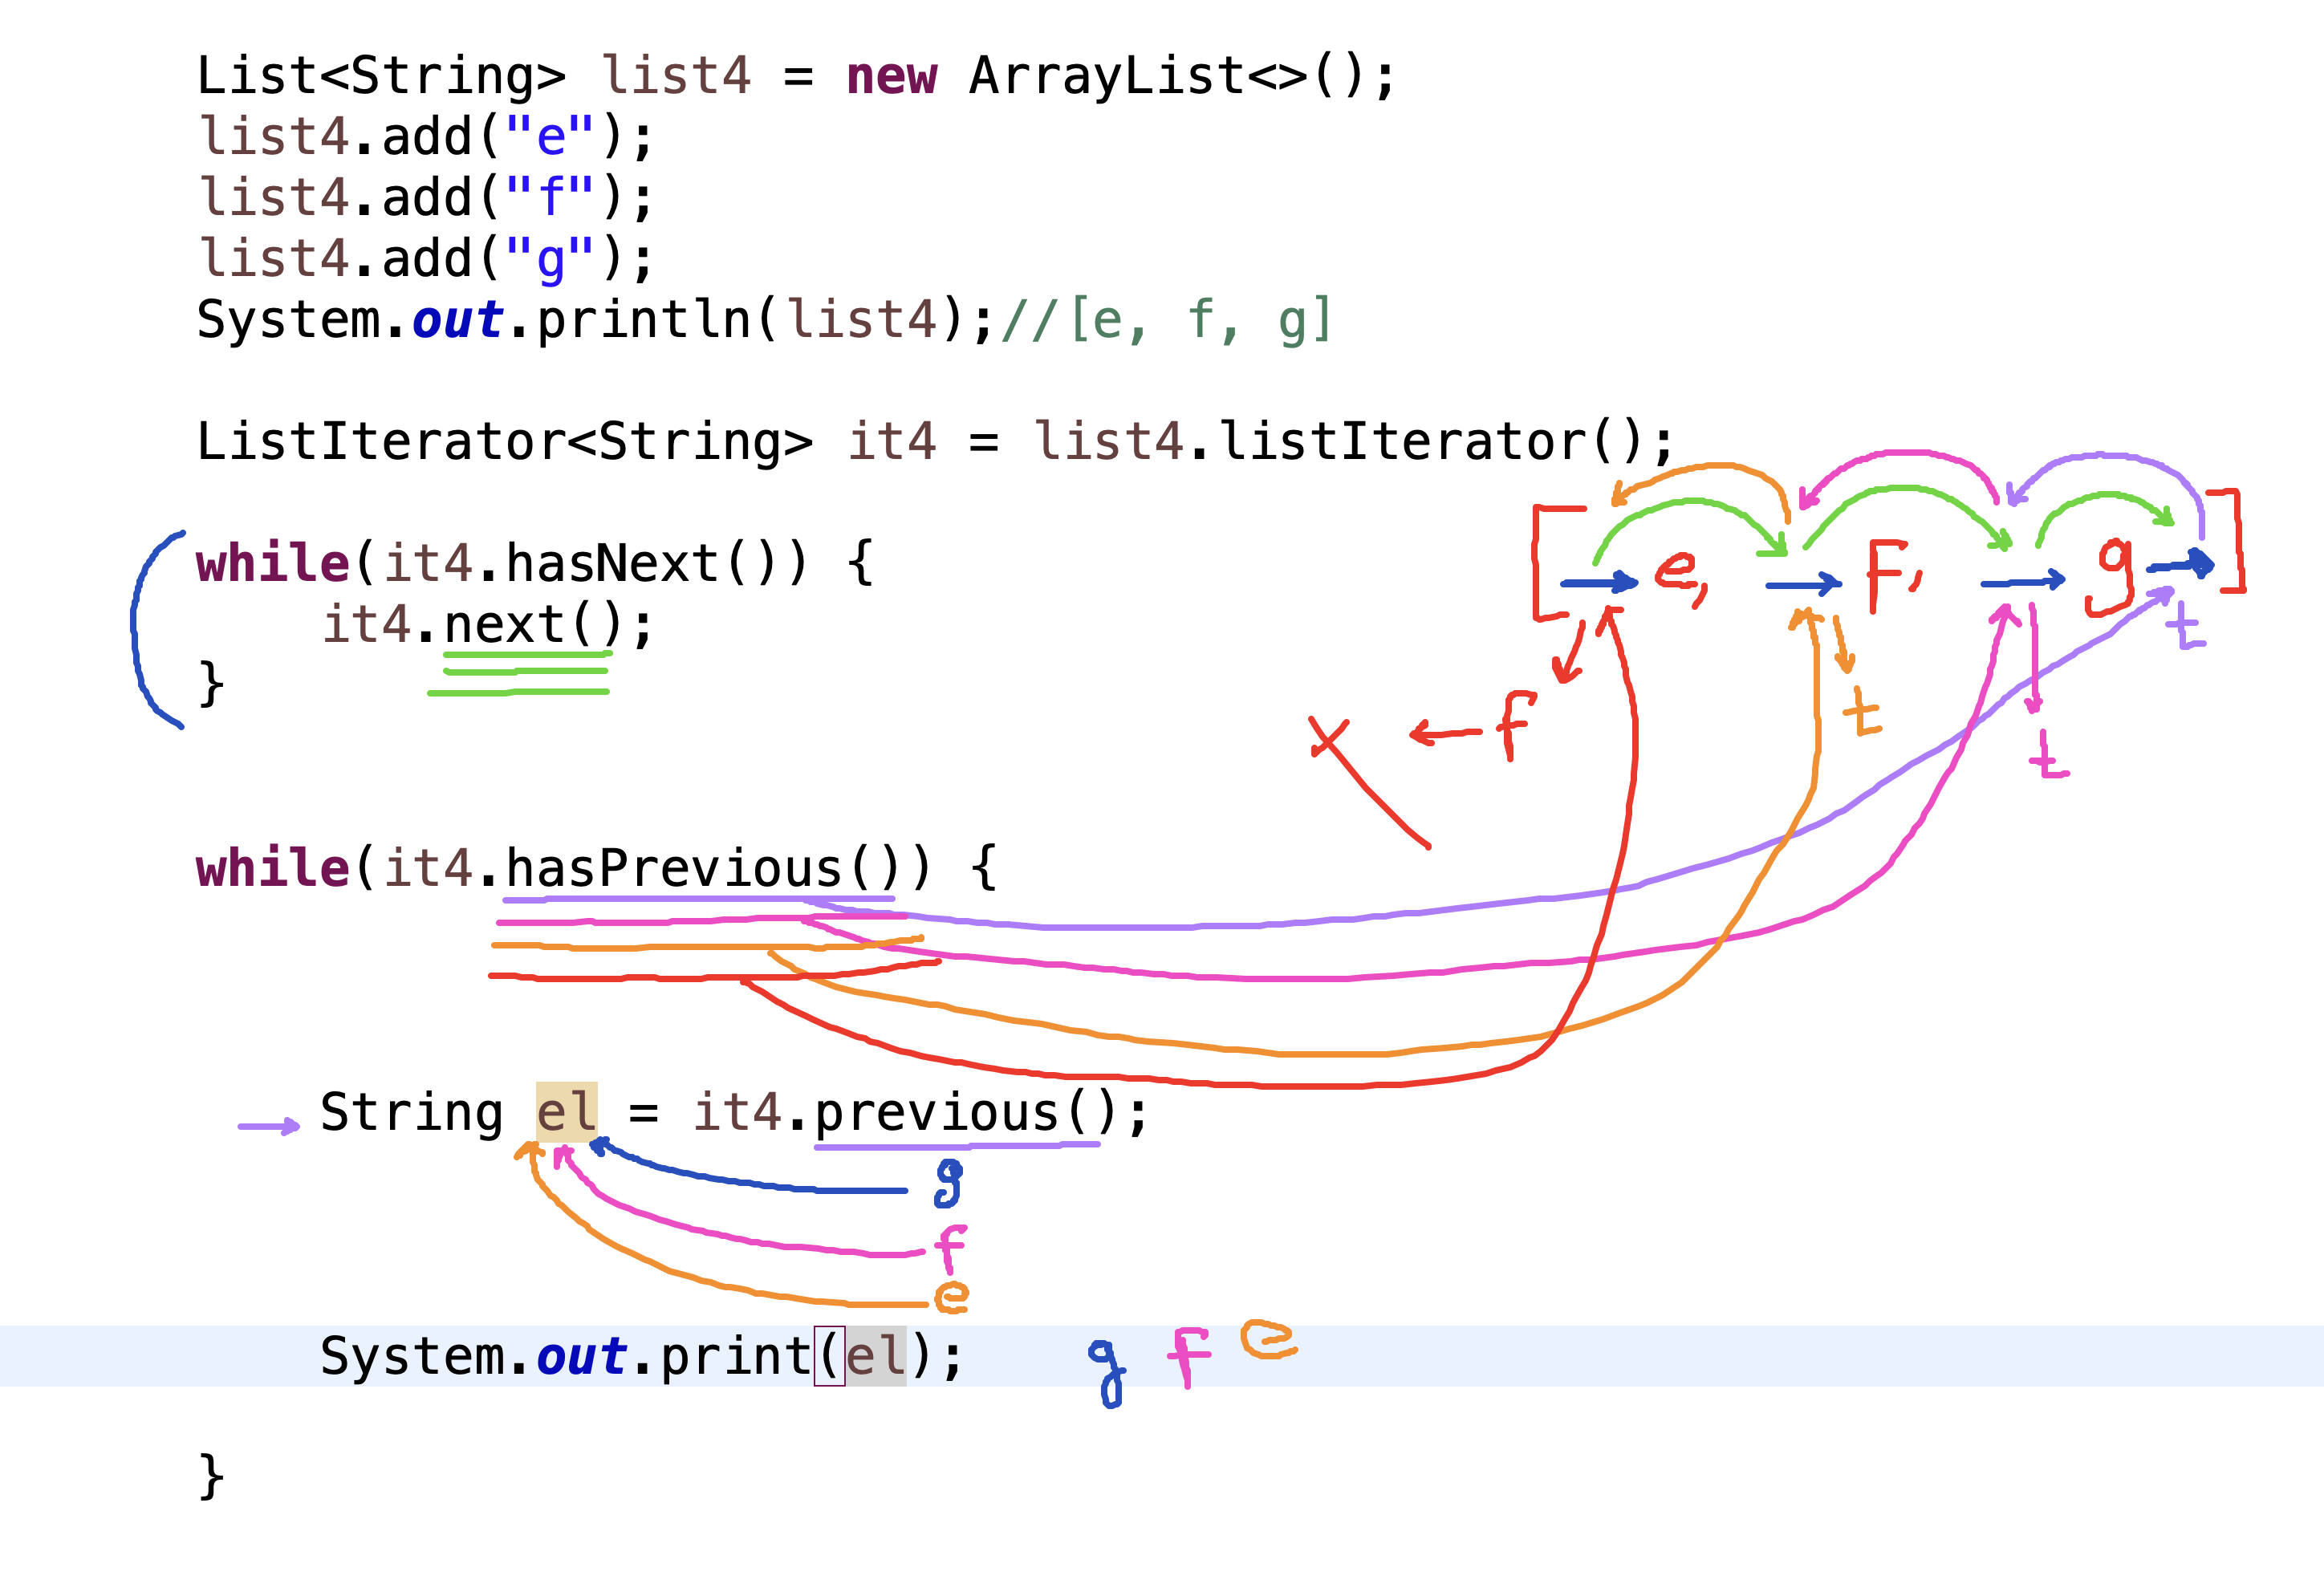 List<String> list4 = new ArrayList<>();
list4.add("e");
list4.add("f");
list4.add("g");
System.out.println(list4);//[e, f, g]
ListIterator<String> it4 = list4.listIterator();
while(it4.hasNext()) {
[ e, F, g ]
it4.next();
t
}
f
t
x
t
while(it4.hasPrevious()) {
String el = it4.previous();
g
f
e
System.out.print(el); g F e
}